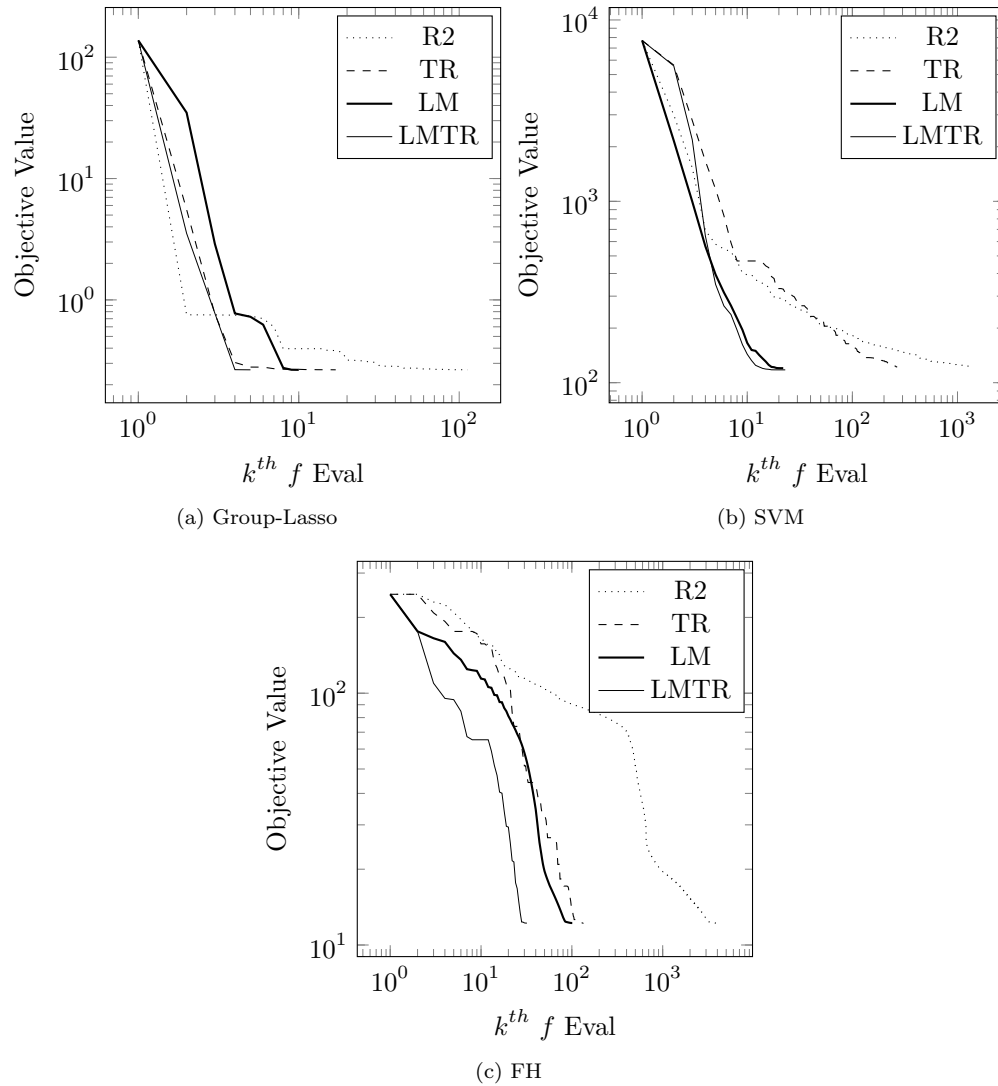 10^2
10^1
10^0
Objective Value
R2
TR
LM
LMTR
10^0
10^1
10^2
k^{th} f Eval
(a) Group-Lasso
10^4
10^3
10^2
Objective Value
R2
TR
LM
LMTR
10^0
10^1
10^2
10^3
k^{th} f Eval
(b) SVM
10^2
10^1
Objective Value
R2
TR
LM
LMTR
10^0
10^1
10^2
10^3
k^{th} f Eval
(c) FH